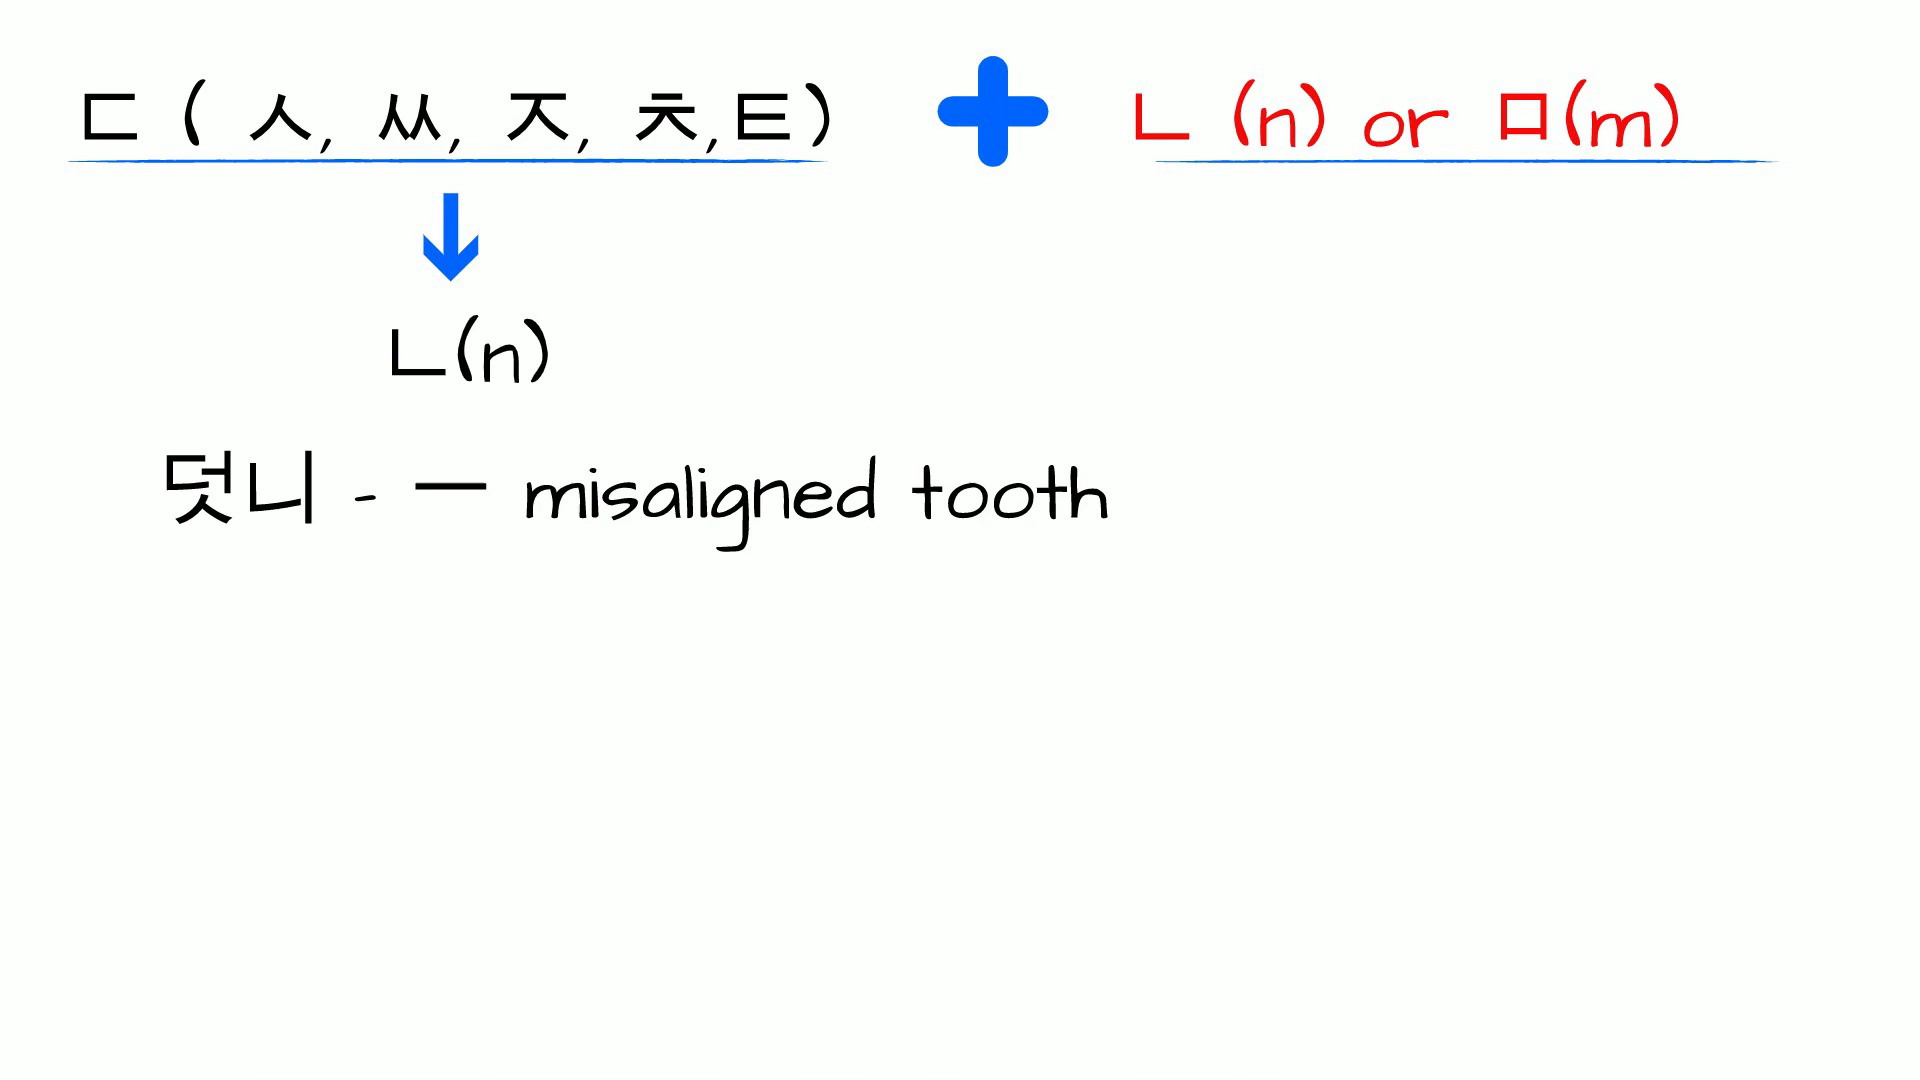 ㄷ ( ㅅ, ㅆ, ㅈ, ㅊ,ㅌ) + ㄴ (n) or ㅁ(m)
ㄴ(n)
덧니 - ㅡ misaligned tooth